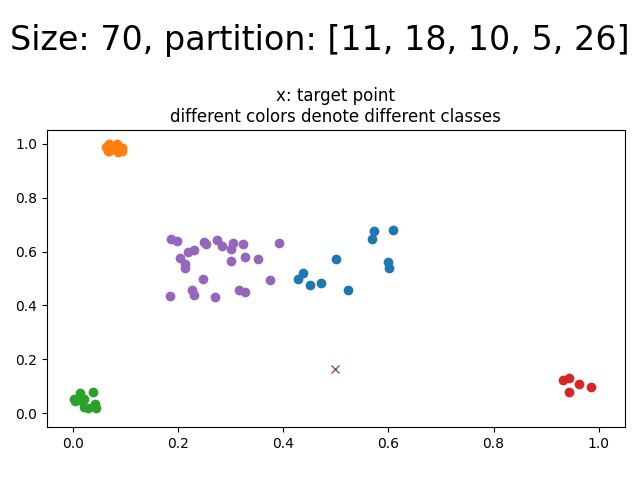 Size: 70, partition: [11, 18, 10, 5, 26]
x: target point
different colors denote different classes
1.0
0.8
0.6
0.4
0.2
0.0
0.0 0.2 0.4 0.6 0.8 1.0